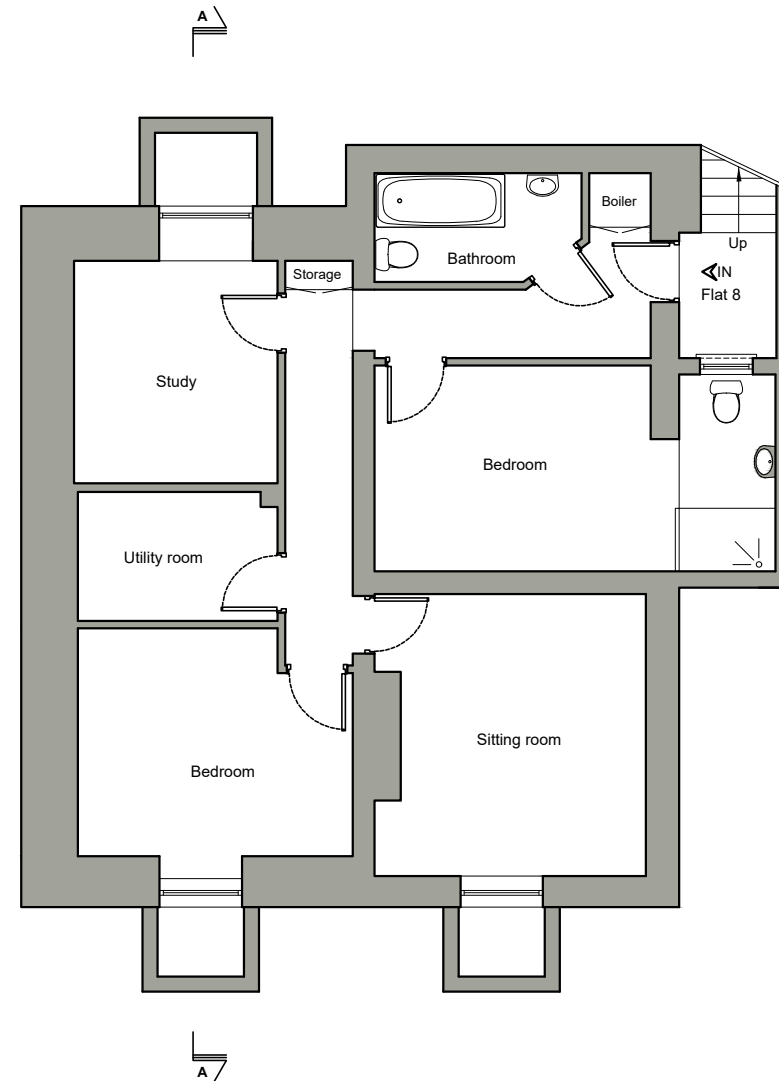 A
Boiler
Bathroom
Up
IN
Flat 8
Storage
Study
Bedroom
Utility room
Sitting room
Bedroom
A